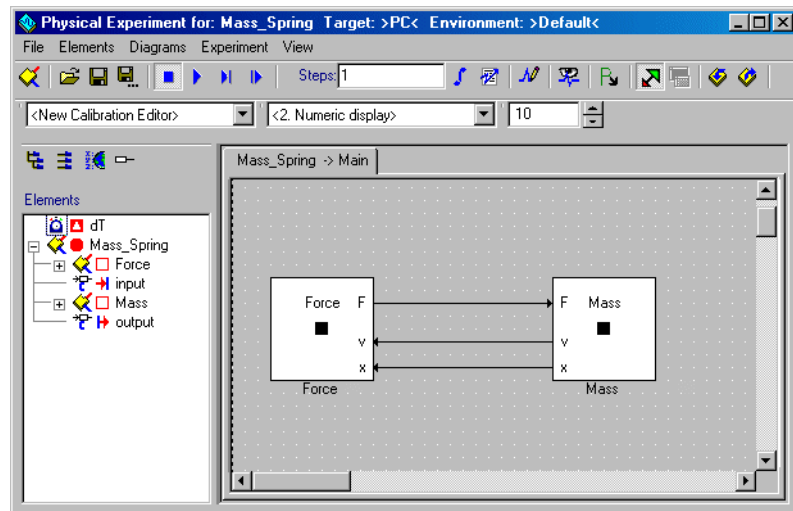 Physical Experiment for: Mass_Spring Target: >PC< Environment: >Default<
File Elements Diagrams Experiment View
Steps: 1
<New Calibration Editor> <2. Numeric display> 10
Mass_Spring -> Main
Elements
dT
Mass_Spring
Force
input
Mass
output
Force F F Mass
v v
x x
Force Mass